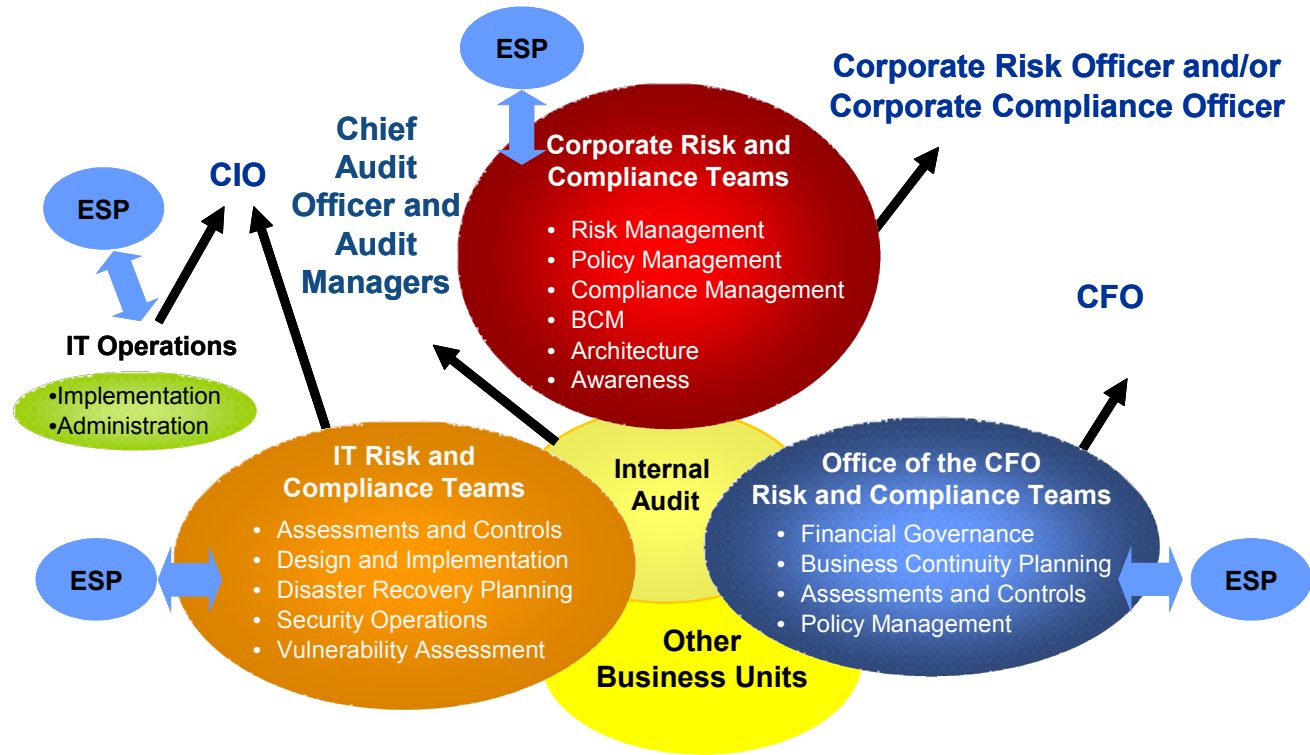 ESP
Corporate Risk Officer and/or
Corporate Compliance Officer
Chief
Audit
Officer and
Audit
Managers
Corporate Risk and
Compliance Teams
• Risk Management
• Policy Management
• Compliance Management
• BCM
• Architecture
• Awareness
CIO
ESP
IT Operations
•Implementation
•Administration
CFO
IT Risk and
Compliance Teams
• Assessments and Controls
• Design and Implementation
• Disaster Recovery Planning
• Security Operations
• Vulnerability Assessment
ESP
Internal
Audit
Office of the CFO
Risk and Compliance Teams
• Financial Governance
• Business Continuity Planning
• Assessments and Controls
• Policy Management
ESP
Other
Business Units